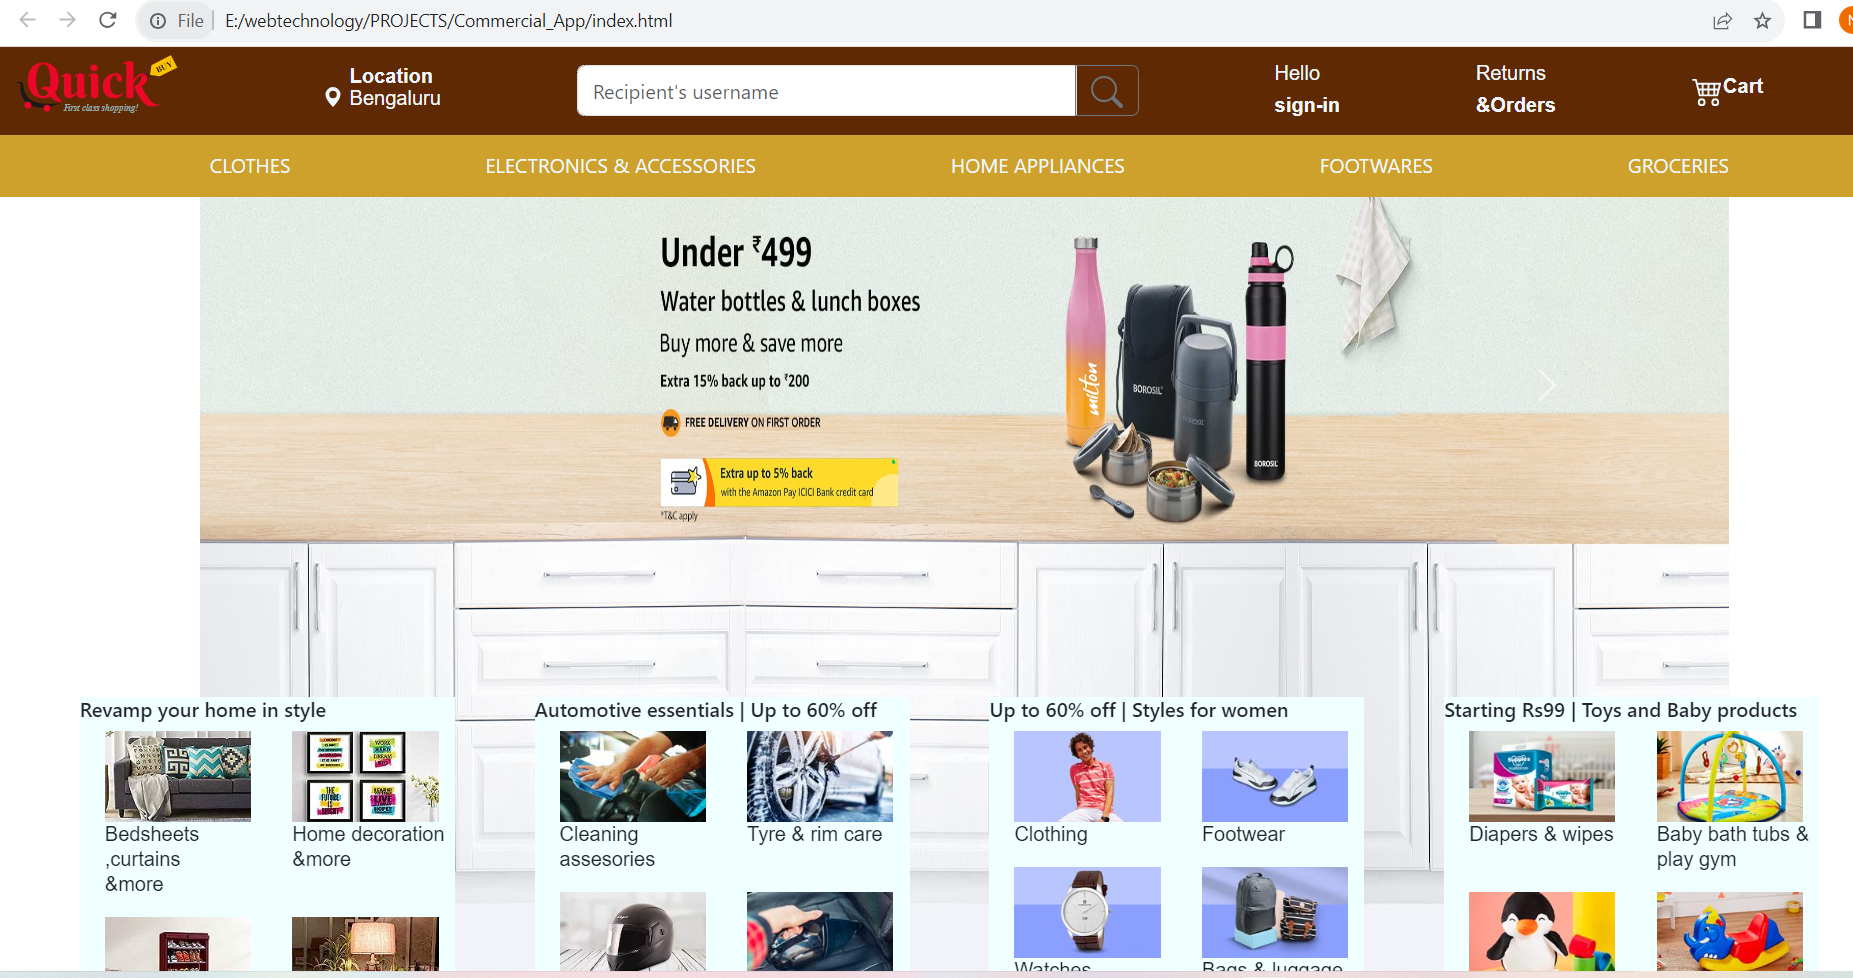 File E:/webtechnology/PROJECTS/Commercial_App/index.html
Quick BUY
First class shopping!
Location
Bengaluru
Recipient's username
Hello
sign-in
Returns
&Orders
Cart
CLOTHES ELECTRONICS & ACCESSORIES HOME APPLIANCES FOOTWARES GROCERIES
Under ₹499
Water bottles & lunch boxes
Buy more & save more
Extra 15% back up to ₹200
FREE DELIVERY ON FIRST ORDER
Extra up to 5% back
with the Amazon Pay ICICI Bank credit card
*T&C apply
milton
BOROSIL
BOROSIL
BOROSIL
Revamp your home in style
Bedsheets
,curtains
&more
Home decoration
&more
THE
FUTURE
IS
Automotive essentials | Up to 60% off
Cleaning
assesories
Tyre & rim care
Up to 60% off | Styles for women
Clothing
Footwear
Watches
Bags & luggage
Starting Rs99 | Toys and Baby products
Diapers & wipes
Baby bath tubs &
play gym